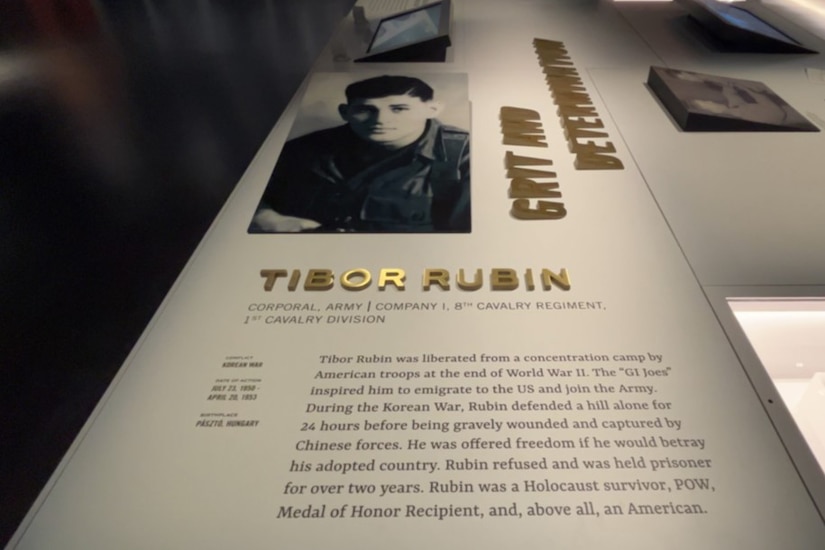 GRIT AND
DETERMINATION
TIBOR RUBIN
CORPORAL, ARMY | COMPANY I, 8TH CAVALRY REGIMENT,
1ST CAVALRY DIVISION
CONFLICT
KOREAN WAR
DATE OF ACTION
JULY 23, 1950 -
APRIL 20, 1953
BIRTHPLACE
PÁSZTÓ, HUNGARY
Tibor Rubin was liberated from a concentration camp by
American troops at the end of World War II. The "GI Joes"
inspired him to emigrate to the US and join the Army.
During the Korean War, Rubin defended a hill alone for
24 hours before being gravely wounded and captured by
Chinese forces. He was offered freedom if he would betray
his adopted country. Rubin refused and was held prisoner
for over two years. Rubin was a Holocaust survivor, POW,
Medal of Honor Recipient, and, above all, an American.